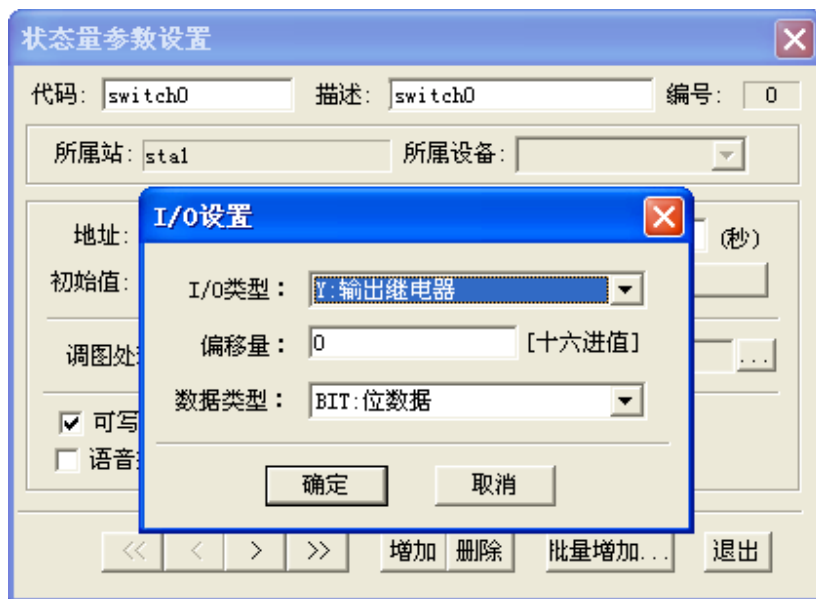 状态量参数设置
代码: switch0 描述: switch0 编号: 0
所属站: sta1 所属设备:
I/O设置
地址: (秒)
I/O类型： Y:输出继电器
初始值:
偏移量： 0 [十六进值]
调图处 ...
数据类型： BIT:位数据
可写
语音
确定 取消
<< < > >> 增加 删除 批量增加... 退出